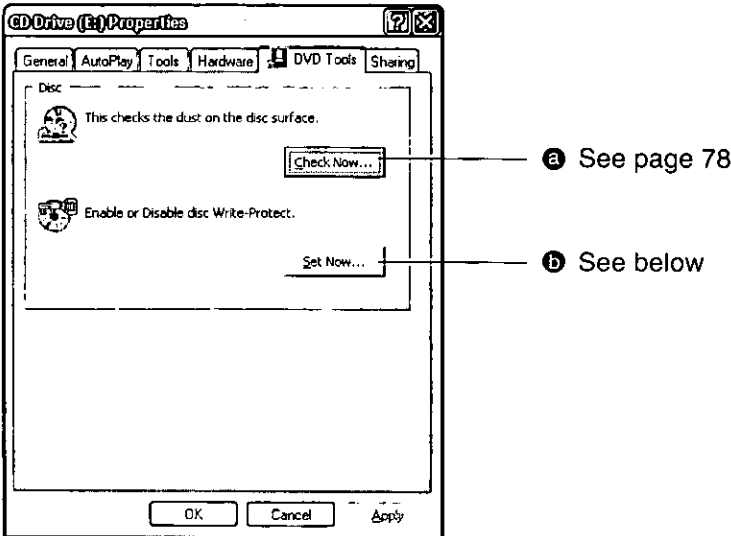 CD Drive (E:) Properties
General AutoPlay Tools Hardware DVD Tools Sharing
Disc
This checks the dust on the disc surface.
Check Now...
a See page 78
Enable or Disable disc Write-Protect.
Set Now...
b See below
OK Cancel Apply